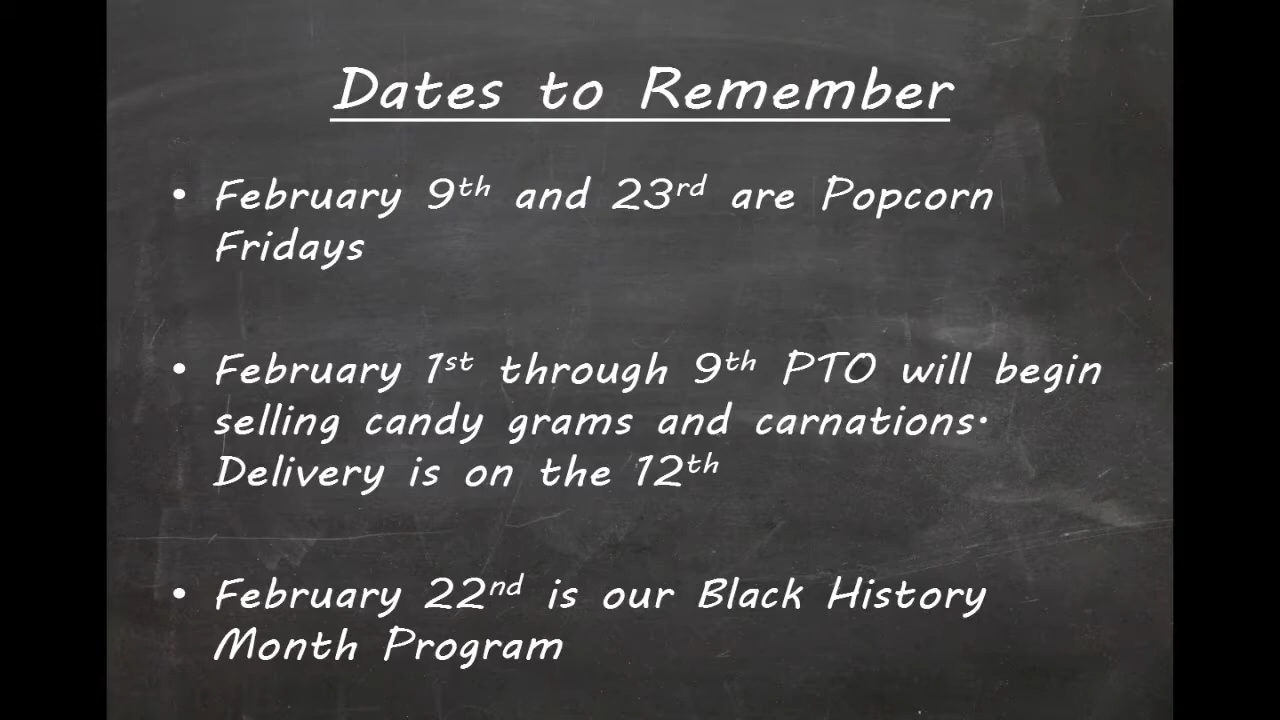 Dates to Remember
• February 9th and 23rd are Popcorn
Fridays
• February 1st through 9th PTO will begin
selling candy grams and carnations.
Delivery is on the 12th
• February 22nd is our Black History
Month Program